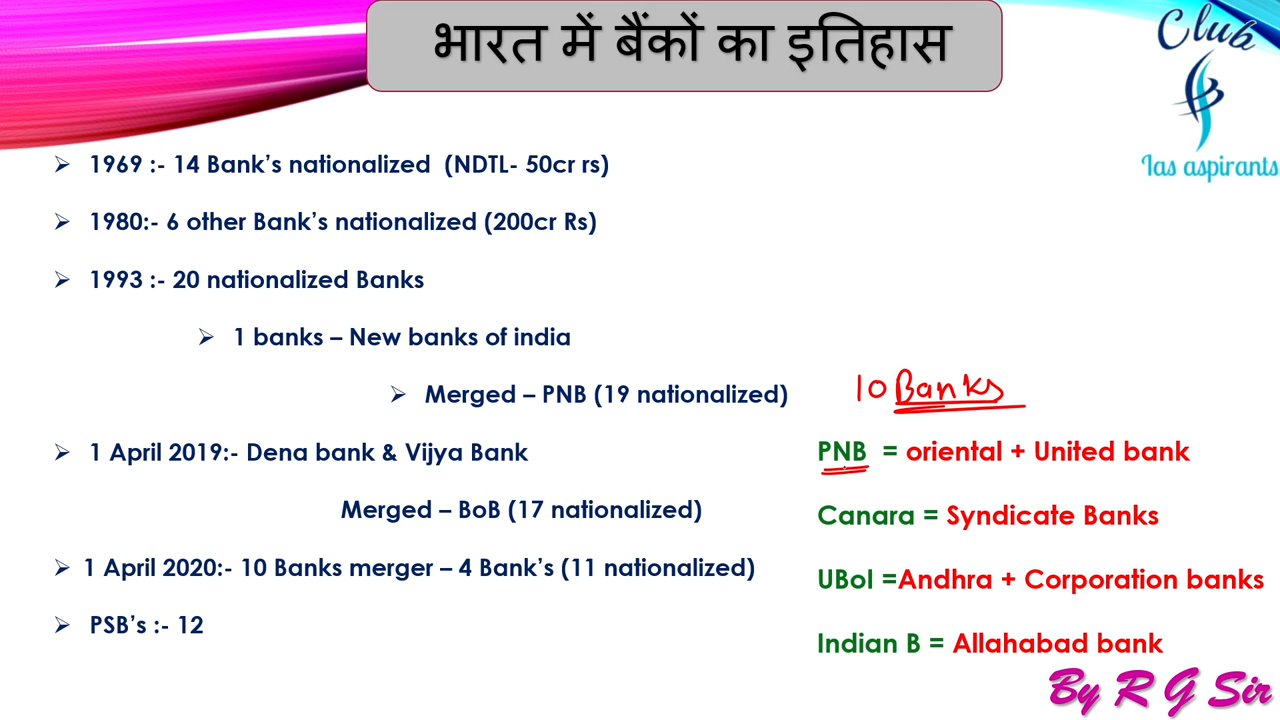 भारत में बैंकों का इतिहास
Club
Ias aspirants
➢ 1969 :- 14 Bank’s nationalized (NDTL- 50cr rs)
➢ 1980:- 6 other Bank’s nationalized (200cr Rs)
➢ 1993 :- 20 nationalized Banks
➢ 1 banks – New banks of india
➢ Merged – PNB (19 nationalized)
➢ 1 April 2019:- Dena bank & Vijya Bank
Merged – BoB (17 nationalized)
➢ 1 April 2020:- 10 Banks merger – 4 Bank’s (11 nationalized)
➢ PSB’s :- 12
10 Banks
PNB = oriental + United bank
Canara = Syndicate Banks
UBoI =Andhra + Corporation banks
Indian B = Allahabad bank
By R G Sir